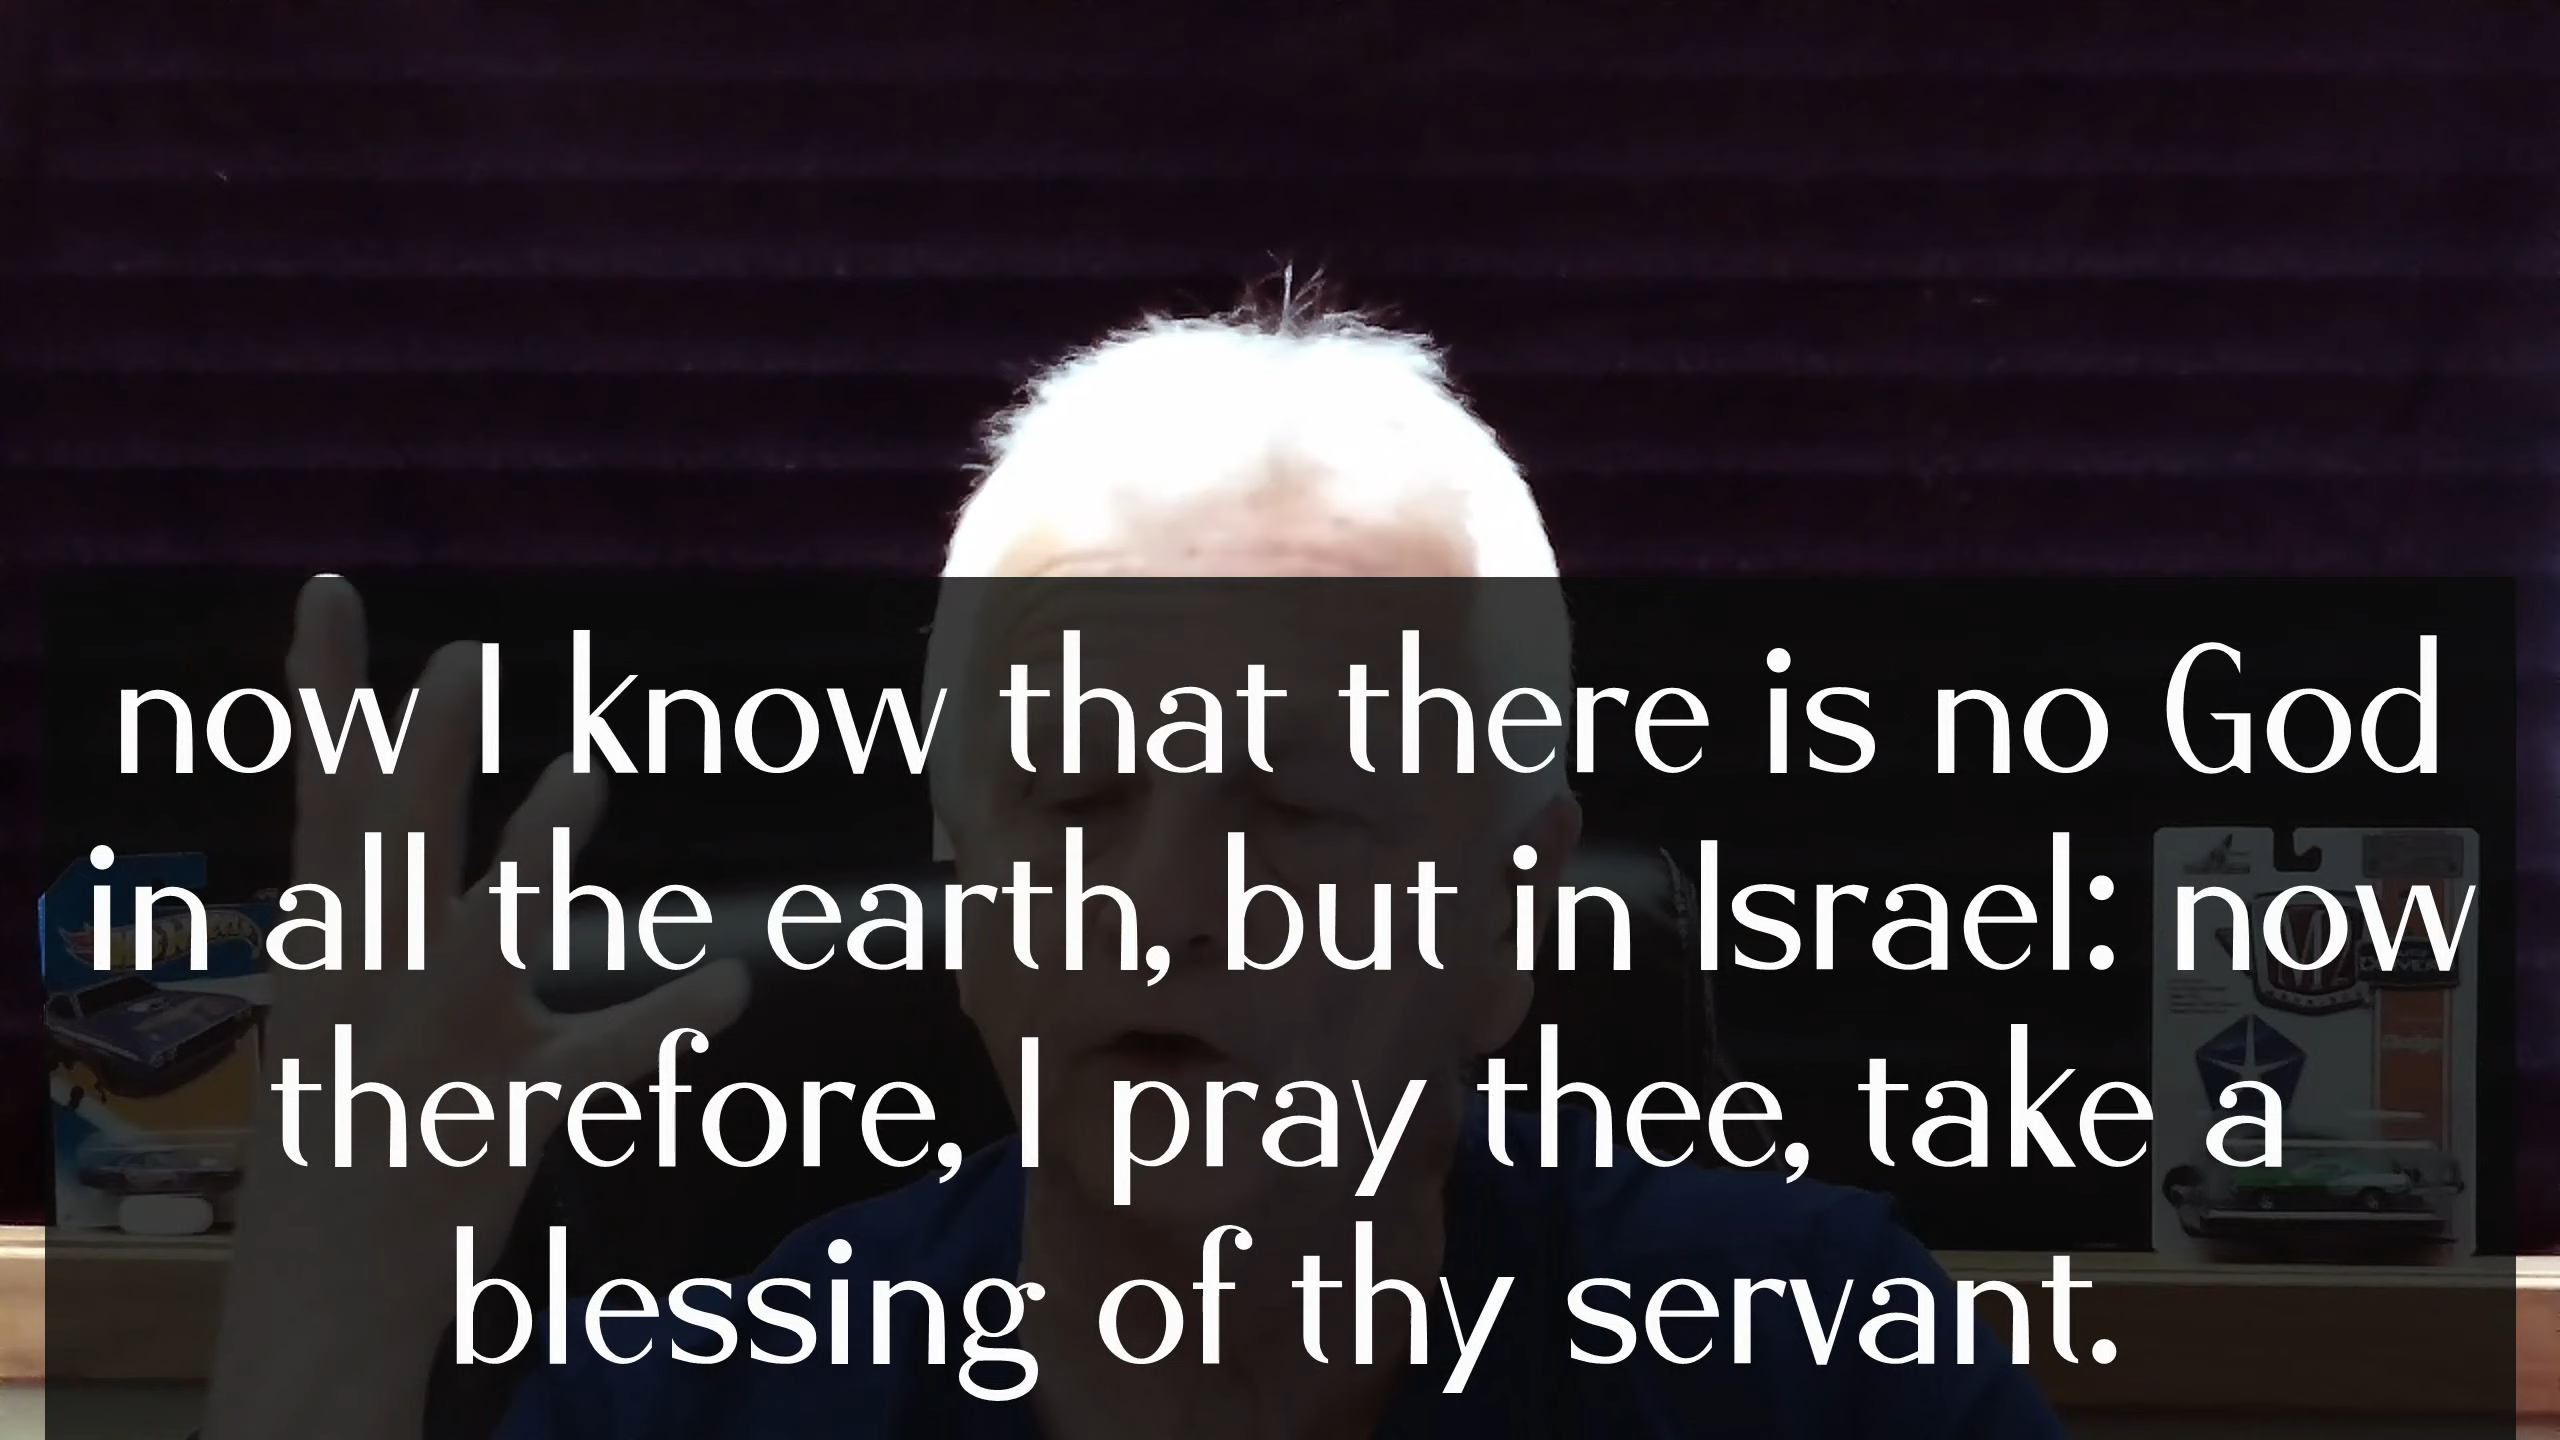 now I know that there is no God
in all the earth, but in Israel: now
therefore, I pray thee, take a
blessing of thy servant.